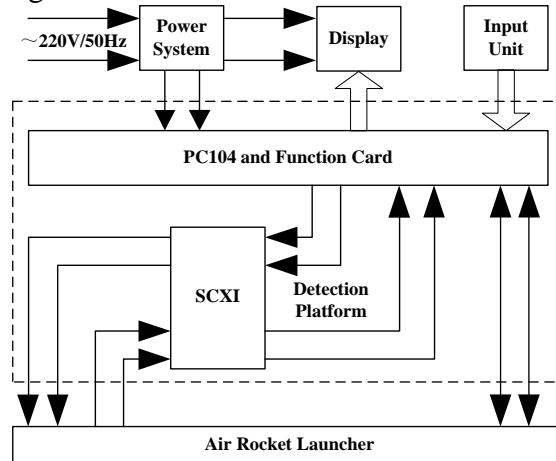 Power
System
~220V/50Hz
Display
Input
Unit
PC104 and Function Card
SCXI
Detection
Platform
Air Rocket Launcher